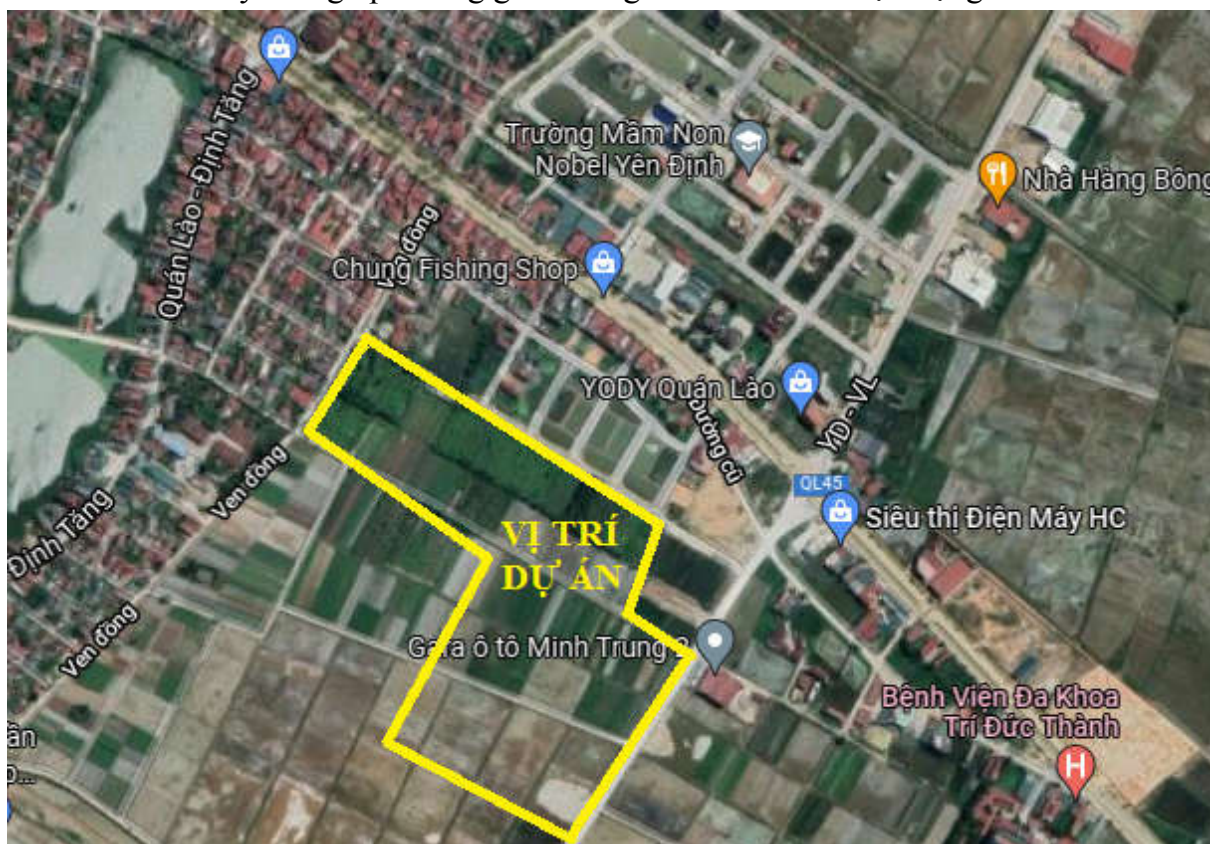 Quán Lào - Định Tăng
Trường Mầm Non
Nobel Yên Định
Nhà Hàng Bông
Ven đồng
Chung Fishing Shop
YODY Quán Lào
Đường cũ
YD - VL
QL45
Siêu thị Điện Máy HC
Ven đồng
Định Tăng
VỊ TRÍ
DỰ ÁN
Ven đồng
Gara ô tô Minh Trung 2
Bệnh Viện Đa Khoa
Trí Đức Thành
H